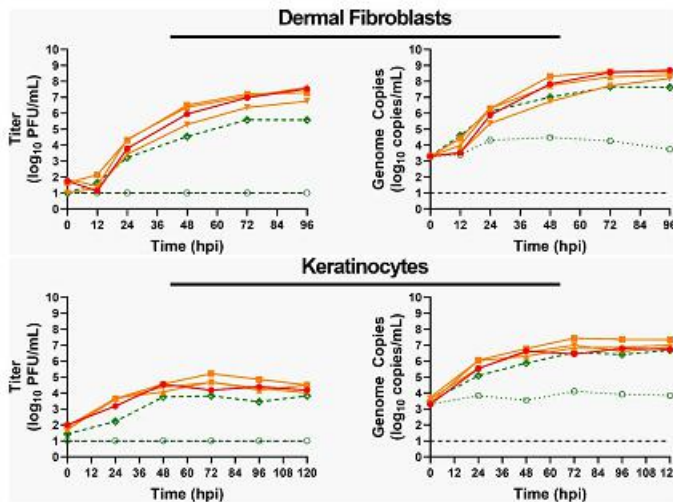 Dermal Fibroblasts
Titer
(log10 PFU/mL)
10
9
8
7
6
5
4
3
2
1
0
0 12 24 36 48 60 72 84 96
Time (hpi)
Genome Copies
(log10 copies/mL)
10
9
8
7
6
5
4
3
2
1
0
0 12 24 36 48 60 72 84 96
Time (hpi)
Keratinocytes
Titer
(log10 PFU/mL)
10
9
8
7
6
5
4
3
2
1
0
0 12 24 36 48 60 72 84 96 108 120
Time (hpi)
Genome Copies
(log10 copies/mL)
10
9
8
7
6
5
4
3
2
1
0
0 12 24 36 48 60 72 84 96 108 12
Time (hpi)